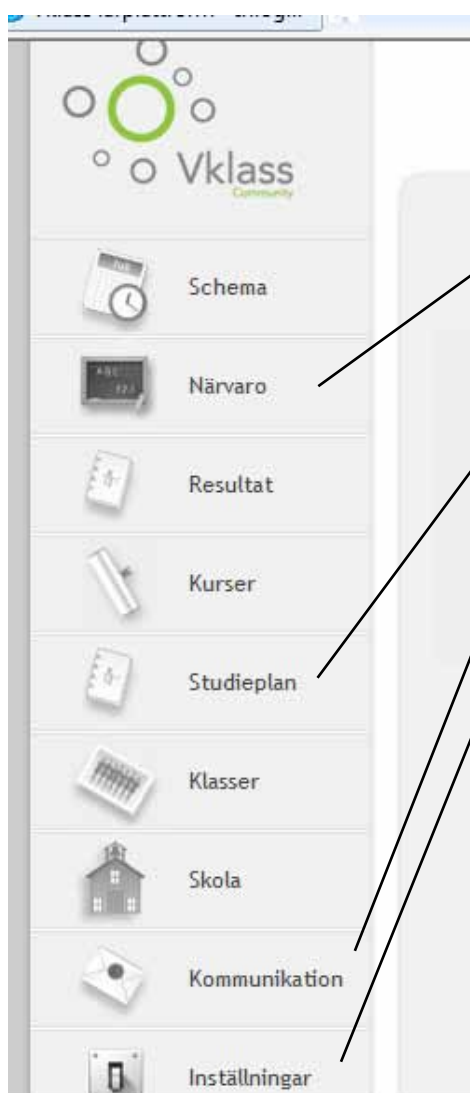 Vklass
Community
Schema
Närvaro
Resultat
Kurser
Studieplan
Klasser
Skola
Kommunikation
Inställningar